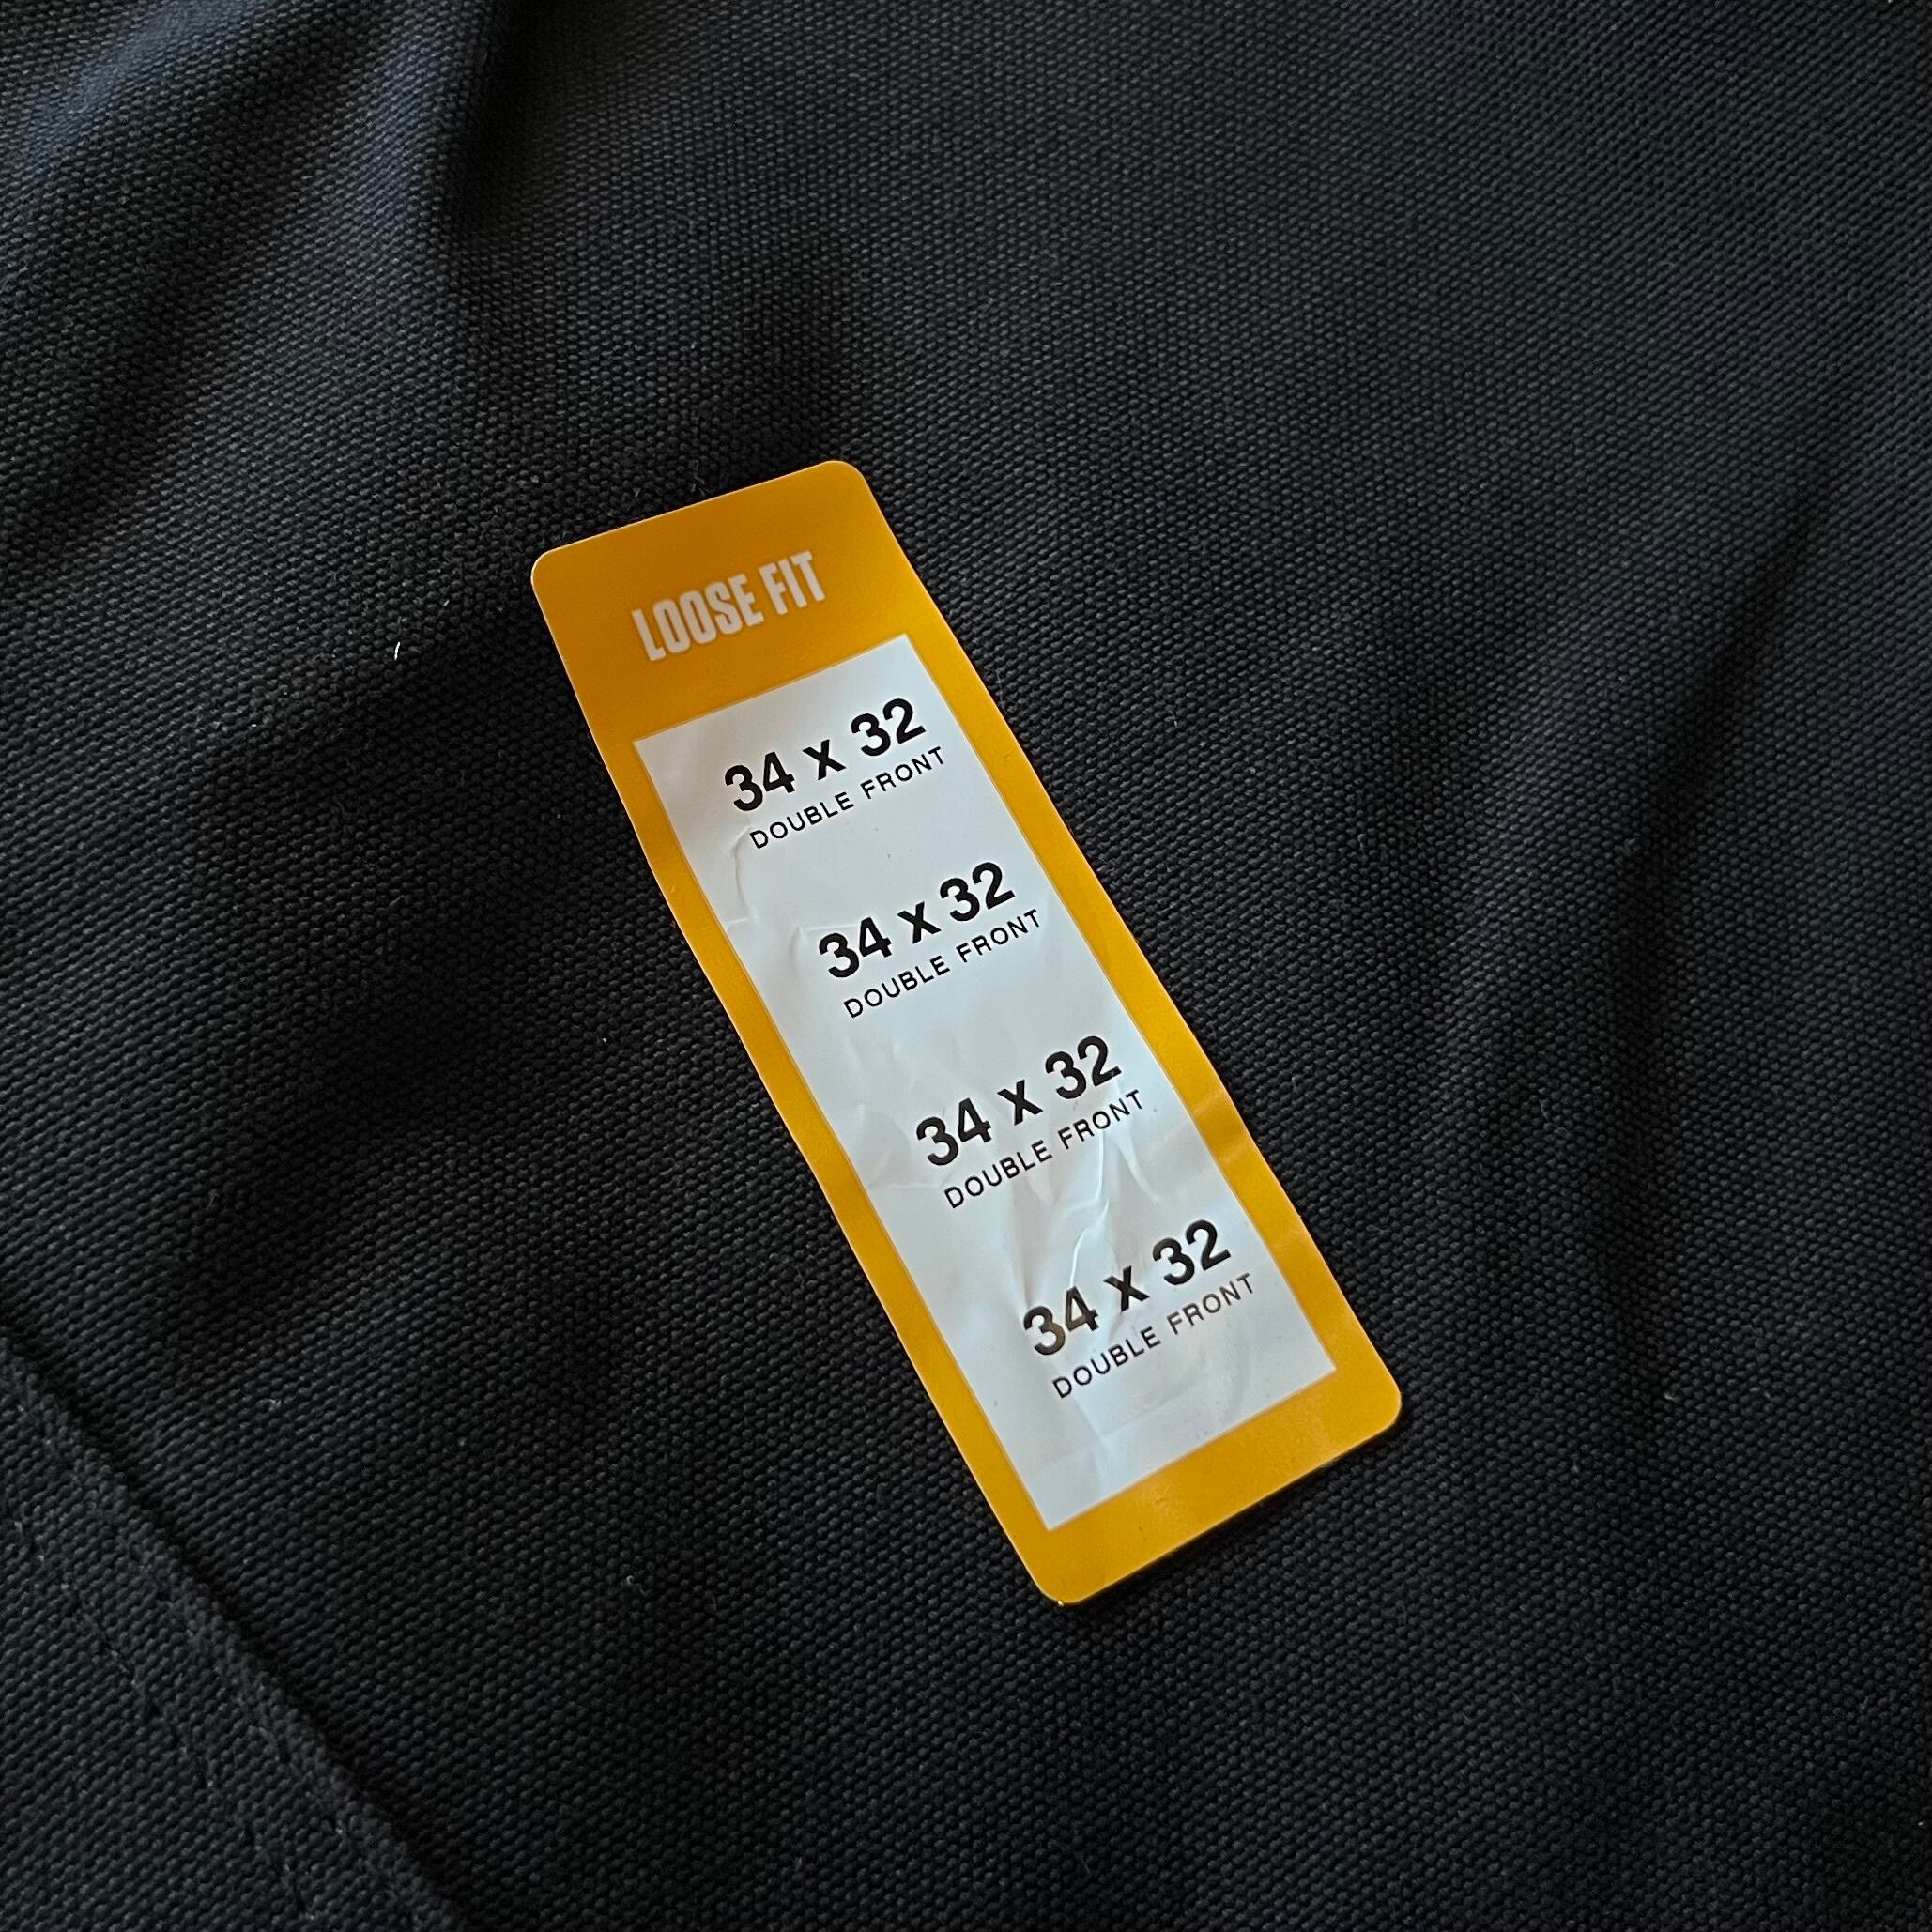 LOOSE FIT
34 x 32
DOUBLE FRONT
34 x 32
DOUBLE FRONT
34 x 32
DOUBLE FRONT
34 x 32
DOUBLE FRONT